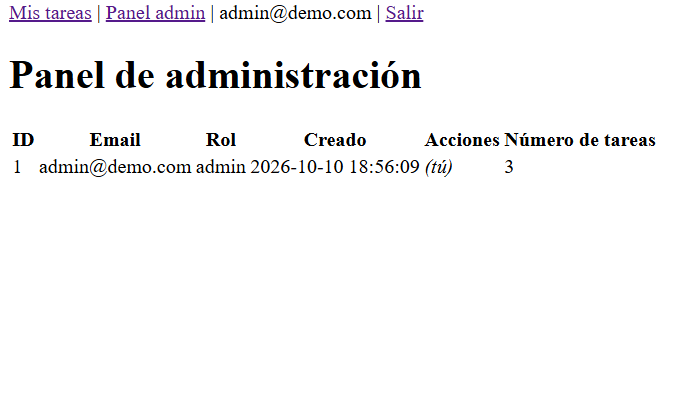 Mis tareas | Panel admin | admin@demo.com | Salir
Panel de administración
ID Email Rol Creado Acciones Número de tareas
1 admin@demo.com admin 2026-10-10 18:56:09 (tú) 3